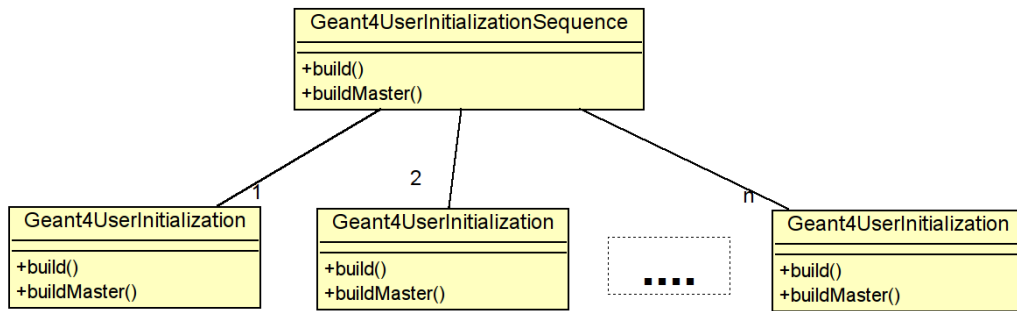 Geant4UserInitializationSequence
+build()
+buildMaster()
1
2
n
Geant4UserInitialization
+build()
+buildMaster()
Geant4UserInitialization
+build()
+buildMaster()
....
Geant4UserInitialization
+build()
+buildMaster()